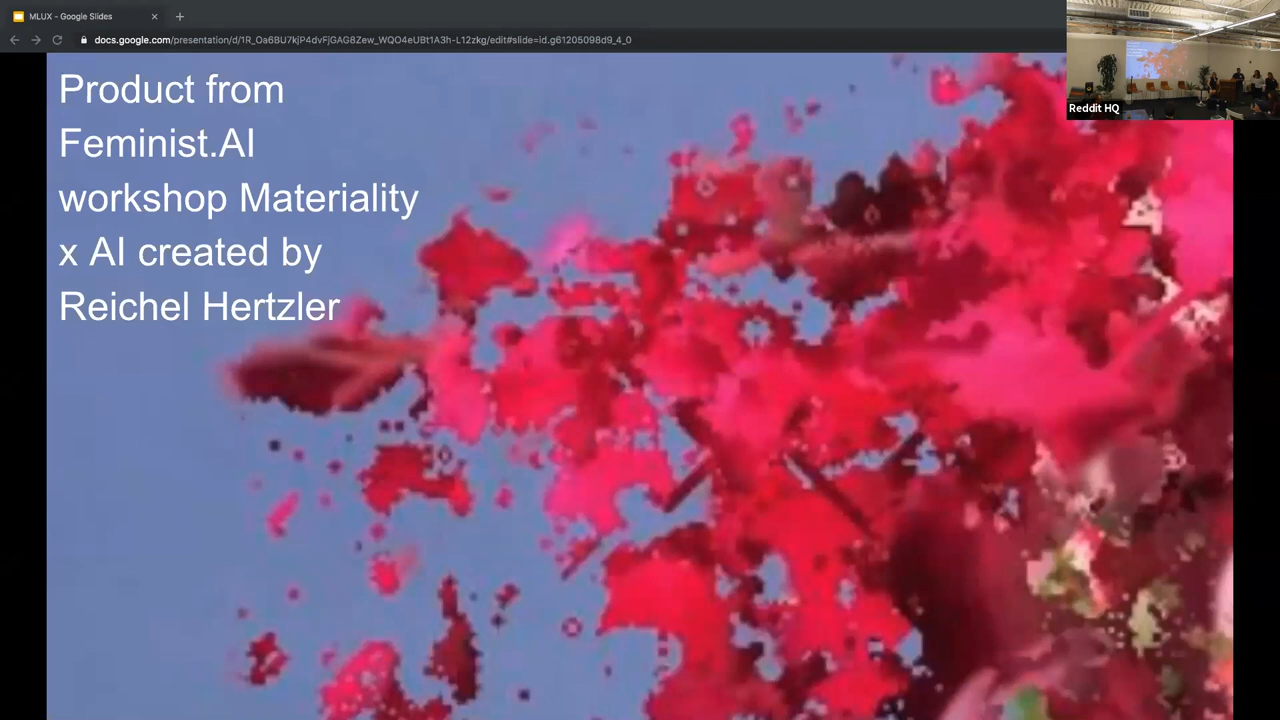 MLUX - Google Slides
docs.google.com/presentation/d/1R_Oa6BU7kjP4dvFjGAG8Zew_WQO4eUBt1A3h-L12zkg/edit#slide=id.g61205098d9_4_0
Reddit HQ
Product from
Feminist.AI
workshop Materiality
x AI created by
Reichel Hertzler